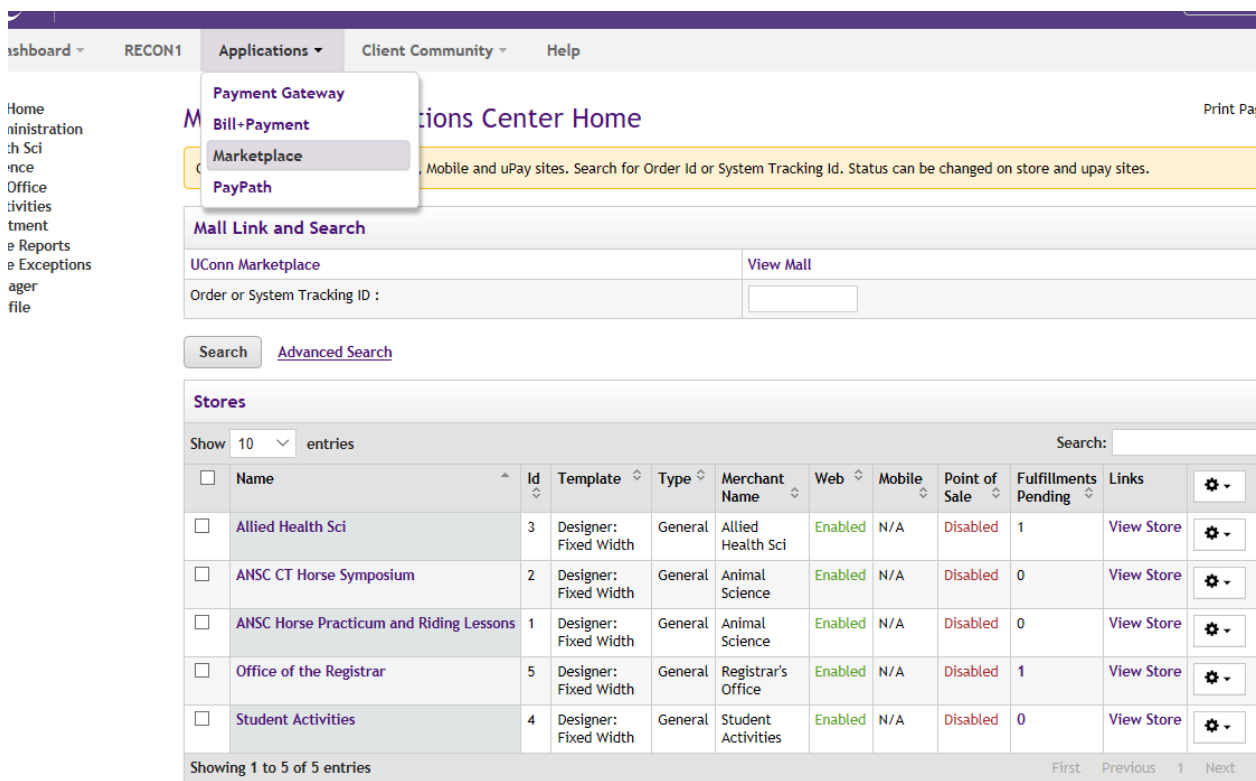 Dashboard RECON1 Applications Client Community Help
Payment Gateway
Bill+Payment
Marketplace
PayPath
Home
ministration
th Sci
ence
Office
tivities
tment
e Reports
e Exceptions
ager
file
M tions Center Home
Print Pa
, Mobile and uPay sites. Search for Order Id or System Tracking Id. Status can be changed on store and upay sites.
Mall Link and Search
UConn Marketplace View Mall
Order or System Tracking ID :
Search Advanced Search
Stores
Show 10 entries Search:
Name Id Template Type Merchant Name Web Mobile Point of Sale Fulfillments Pending Links
Allied Health Sci 3 Designer: Fixed Width General Allied Health Sci Enabled N/A Disabled 1 View Store
ANSC CT Horse Symposium 2 Designer: Fixed Width General Animal Science Enabled N/A Disabled 0 View Store
ANSC Horse Practicum and Riding Lessons 1 Designer: Fixed Width General Animal Science Enabled N/A Disabled 0 View Store
Office of the Registrar 5 Designer: Fixed Width General Registrar's Office Enabled N/A Disabled 1 View Store
Student Activities 4 Designer: Fixed Width General Student Activities Enabled N/A Disabled 0 View Store
Showing 1 to 5 of 5 entries First Previous 1 Next